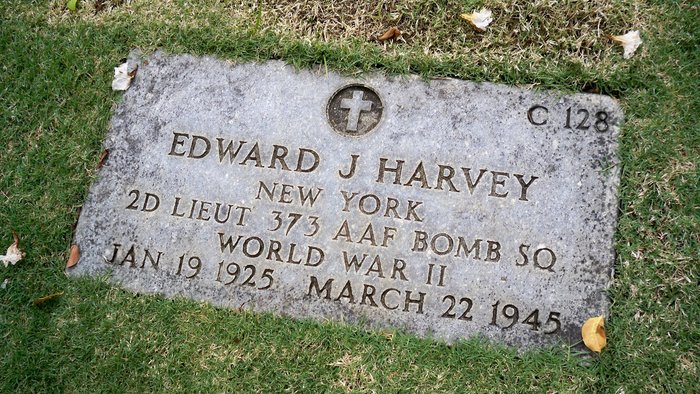 C 128
EDWARD J HARVEY
NEW YORK
2D LIEUT 373 AAF BOMB SQ
WORLD WAR II
JAN 19 1925 MARCH 22 1945